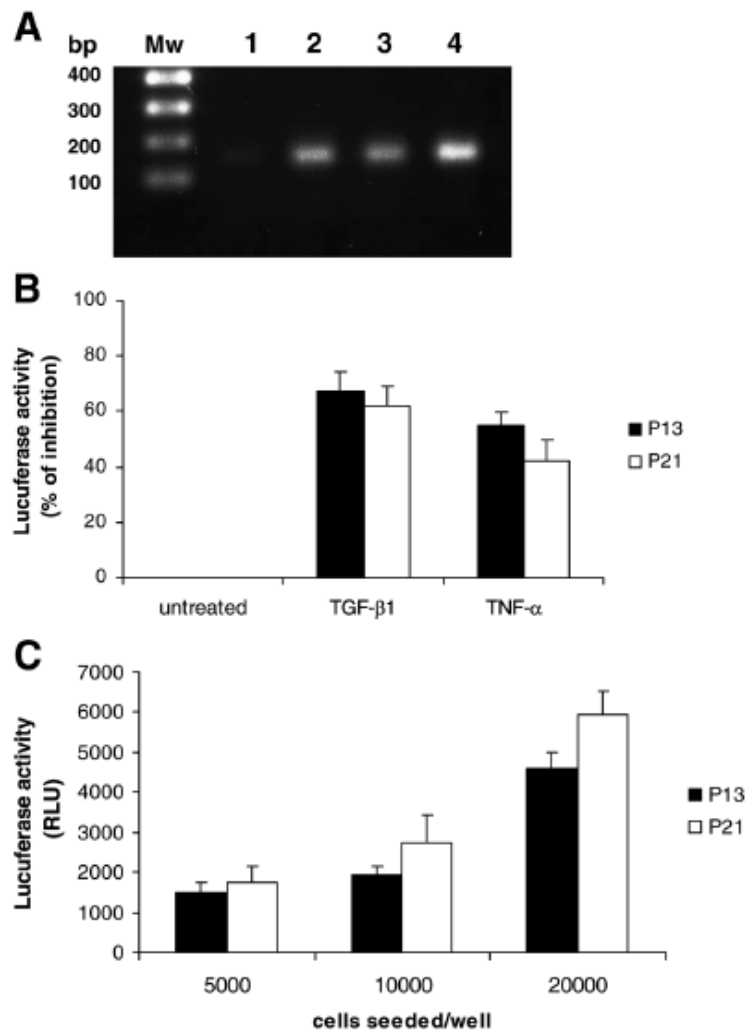 A
bp Mw 1 2 3 4
400
300
200
100
B
Lucuferase activity
(% of inhibition)
100
80
60
40
20
0
untreated TGF-β1 TNF-α
P13
P21
C
Lucuferase activity
(RLU)
7000
6000
5000
4000
3000
2000
1000
0
5000 10000 20000
cells seeded/well
P13
P21